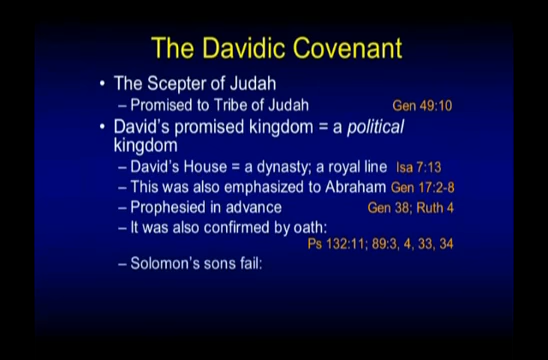 The Davidic Covenant
• The Scepter of Judah
– Promised to Tribe of Judah Gen 49:10
• David's promised kingdom = a political
kingdom
– David's House = a dynasty; a royal line Isa 7:13
– This was also emphasized to Abraham Gen 17:2-8
– Prophesied in advance Gen 38; Ruth 4
– It was also confirmed by oath:
Ps 132:11; 89:3, 4, 33, 34
– Solomon's sons fail: